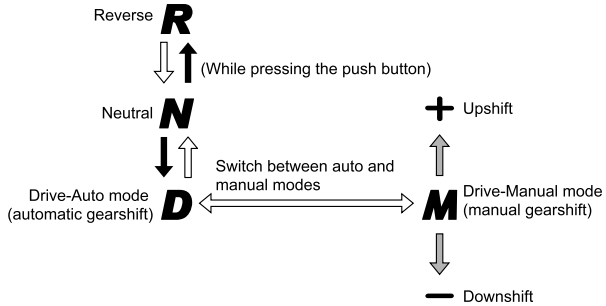 Reverse R
(While pressing the push button)
Neutral N
+ Upshift
Switch between auto and
manual modes
Drive-Auto mode
(automatic gearshift) D
M Drive-Manual mode
(manual gearshift)
− Downshift